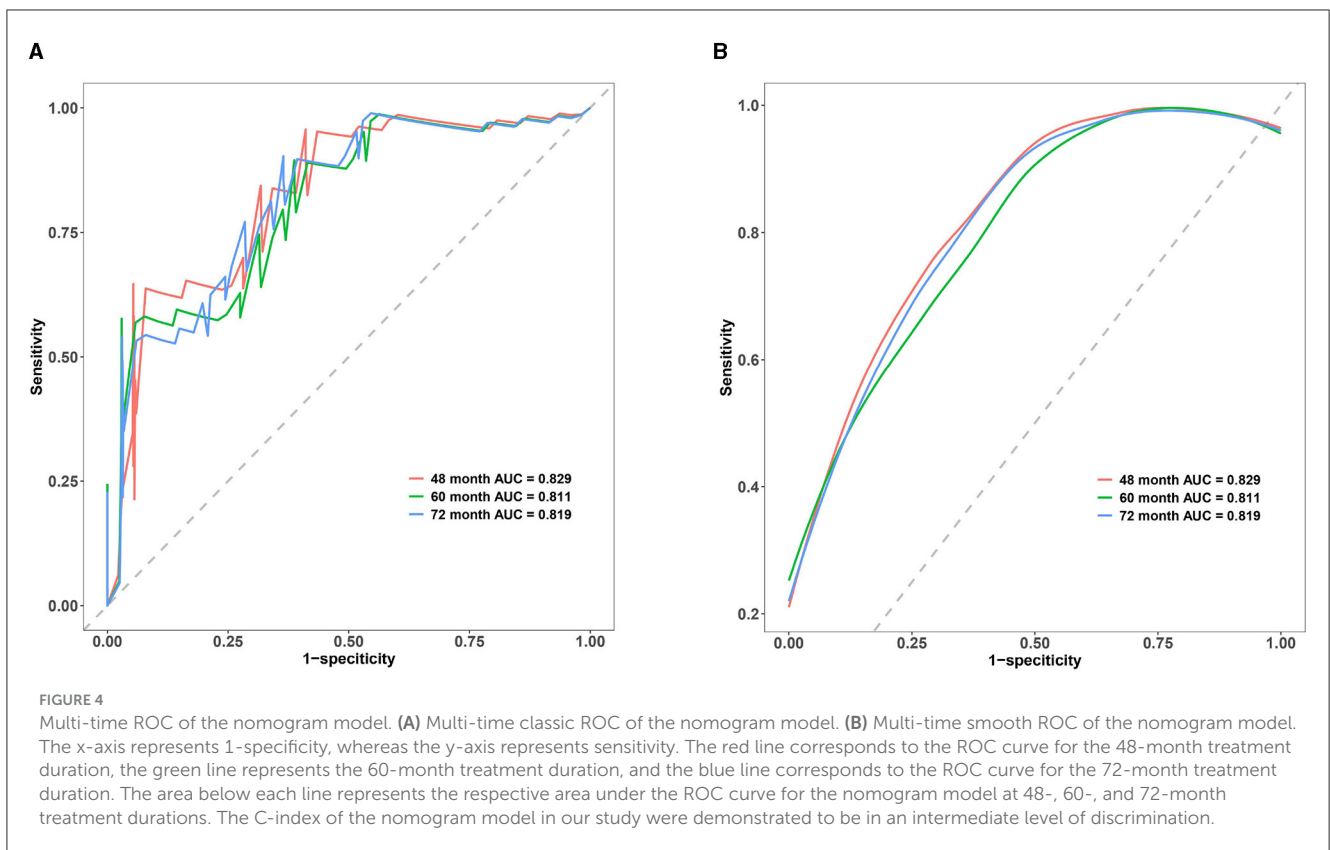 A
B
1.00
0.75
0.50
0.25
0.00
Sensitivity
48 month AUC = 0.829
60 month AUC = 0.811
72 month AUC = 0.819
0.00 0.25 0.50 0.75 1.00
1−speciticity
1.0
0.8
0.6
0.4
0.2
Sensitivity
48 month AUC = 0.829
60 month AUC = 0.811
72 month AUC = 0.819
0.00 0.25 0.50 0.75 1.00
1−speciticity
FIGURE 4
Multi-time ROC of the nomogram model. (A) Multi-time classic ROC of the nomogram model. (B) Multi-time smooth ROC of the nomogram model.
The x-axis represents 1-specificity, whereas the y-axis represents sensitivity. The red line corresponds to the ROC curve for the 48-month treatment
duration, the green line represents the 60-month treatment duration, and the blue line corresponds to the ROC curve for the 72-month treatment
duration. The area below each line represents the respective area under the ROC curve for the nomogram model at 48-, 60-, and 72-month
treatment durations. The C-index of the nomogram model in our study were demonstrated to be in an intermediate level of discrimination.